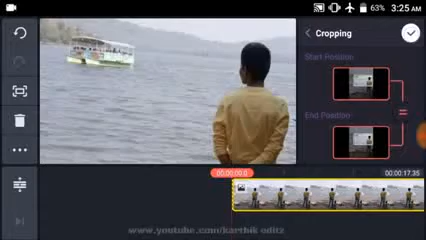 63% 3:25 AM
Cropping
Start Position
End Position
00:00:00.0
00:00:17.35
www.youtube.com/karthik editz